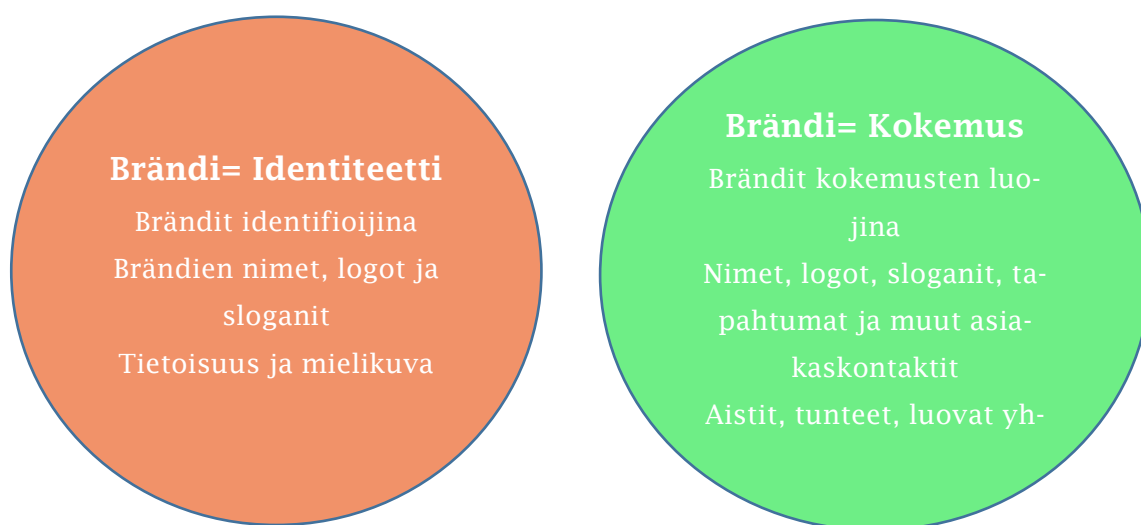 Brändi= Identiteetti
Brändit identifioijina
Brändien nimet, logot ja
sloganit
Tietoisuus ja mielikuva
Brändi= Kokemus
Brändit kokemusten luo-
jina
Nimet, logot, sloganit, ta-
pahtumat ja muut asia-
kaskontaktit
Aistit, tunteet, luovat yh-